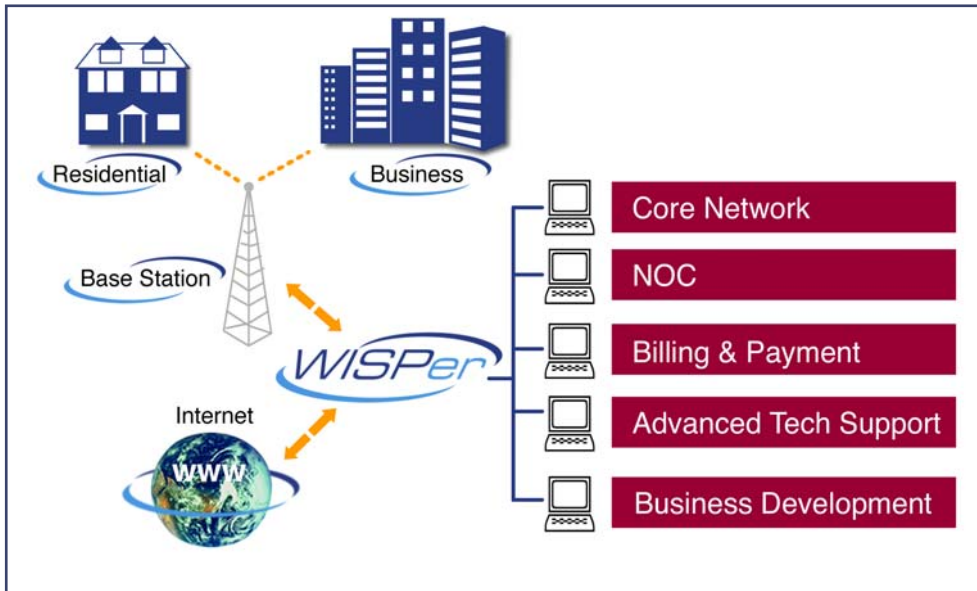 Residential
Business
Base Station
WISPer
Internet
www
Core Network
NOC
Billing & Payment
Advanced Tech Support
Business Development